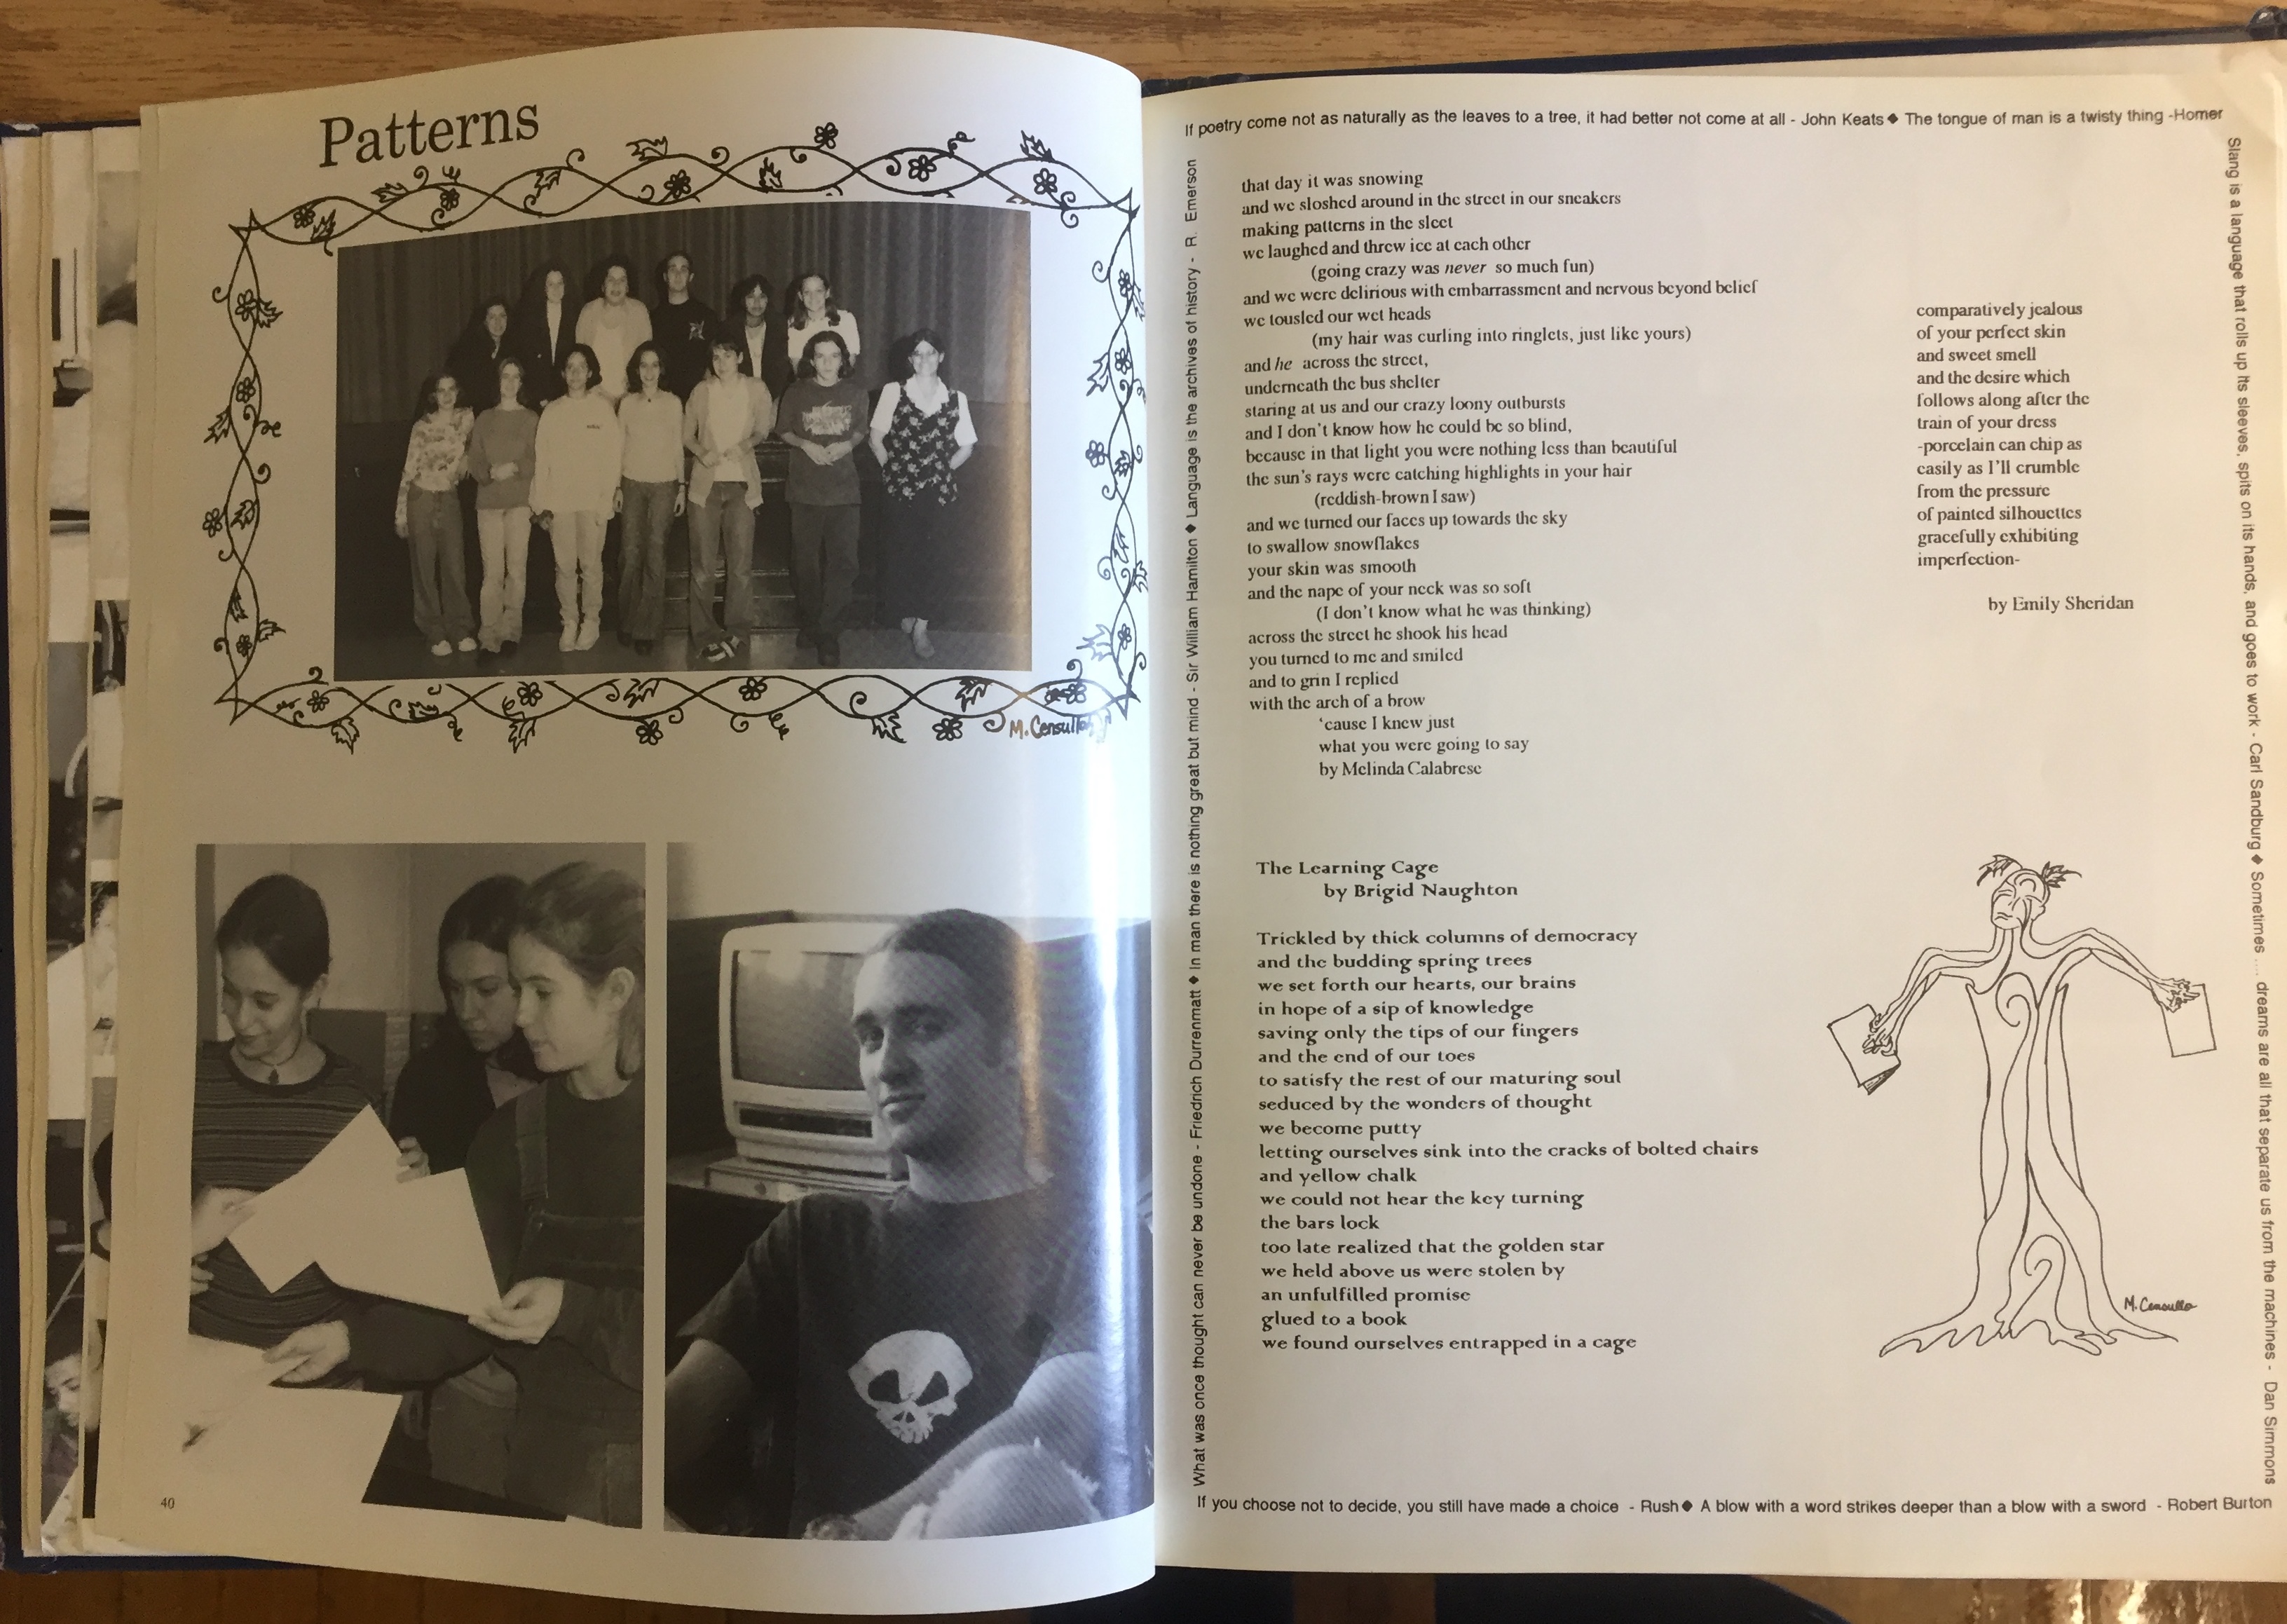 Patterns
M. Censullo
40
If poetry come not as naturally as the leaves to a tree, it had better not come at all - John Keats◆ The tongue of man is a twisty thing -Homer
What was once thought can never be undone - Friedrich Durrenmatt ◆ In man there is nothing great but mind - Sir William Hamilton ◆ Language is the archives of history - R. Emerson
that day it was snowing
and we sloshed around in the street in our sneakers
making patterns in the sleet
we laughed and threw ice at each other
(going crazy was never so much fun)
and we were delirious with embarrassment and nervous beyond belief
we tousled our wet heads
(my hair was curling into ringlets, just like yours)
and he across the street,
underneath the bus shelter
staring at us and our crazy loony outbursts
and I don't know how he could be so blind,
because in that light you were nothing less than beautiful
the sun's rays were catching highlights in your hair
(reddish-brown I saw)
and we turned our faces up towards the sky
to swallow snowflakes
your skin was smooth
and the nape of your neck was so soft
(I don't know what he was thinking)
across the street he shook his head
you turned to me and smiled
and to grin I replied
with the arch of a brow
'cause I knew just
what you were going to say
by Melinda Calabrese
comparatively jealous
of your perfect skin
and sweet smell
and the desire which
follows along after the
train of your dress
-porcelain can chip as
easily as I'll crumble
from the pressure
of painted silhouettes
gracefully exhibiting
imperfection-
by Emily Sheridan
The Learning Cage
by Brigid Naughton
Trickled by thick columns of democracy
and the budding spring trees
we set forth our hearts, our brains
in hope of a sip of knowledge
saving only the tips of our fingers
and the end of our toes
to satisfy the rest of our maturing soul
seduced by the wonders of thought
we become putty
letting ourselves sink into the cracks of bolted chairs
and yellow chalk
we could not hear the key turning
the bars lock
too late realized that the golden star
we held above us were stolen by
an unfulfilled promise
glued to a book
we found ourselves entrapped in a cage
M. Censullo
Slang is a language that rolls up its sleeves, spits on its hands, and goes to work - Carl Sandburg ◆ Sometimes .... dreams are all that separate us from the machines - Dan Simmons
If you choose not to decide, you still have made a choice - Rush◆ A blow with a word strikes deeper than a blow with a sword - Robert Burton